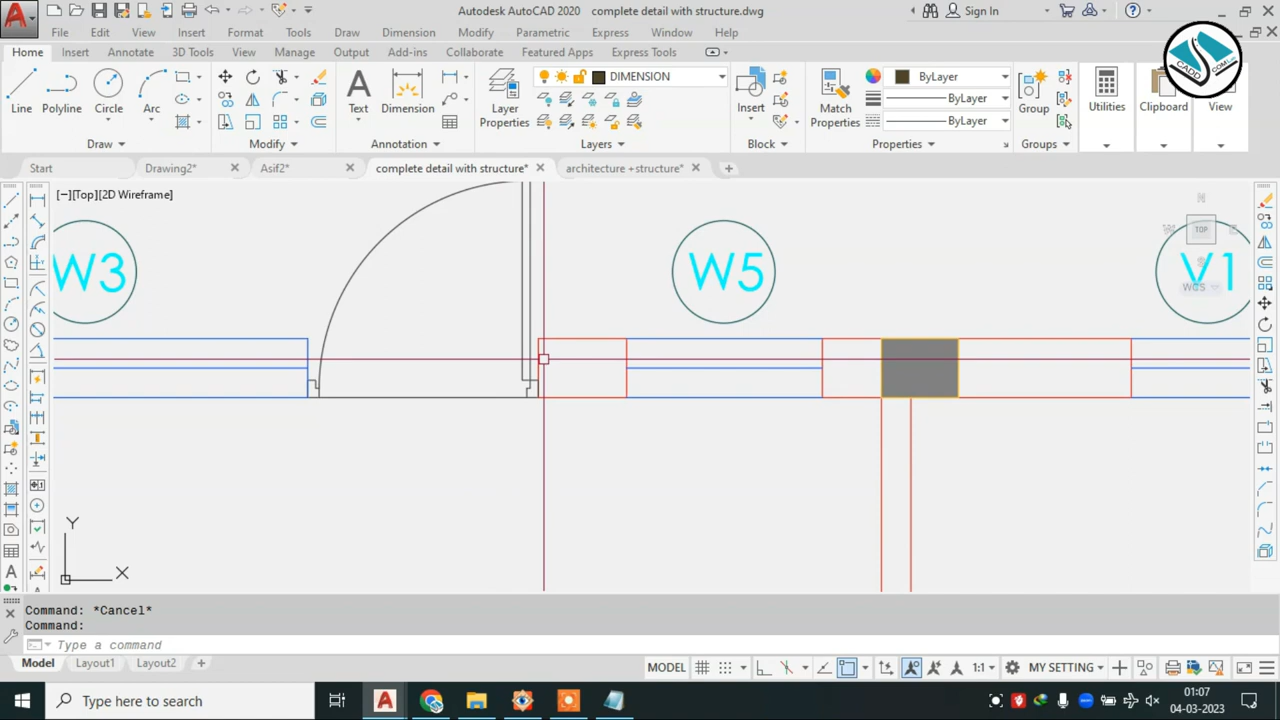 Autodesk AutoCAD 2020 complete detail with structure.dwg
Sign In
File Edit View Insert Format Tools Draw Dimension Modify Parametric Express Window Help
Home Insert Annotate 3D Tools View Manage Output Add-ins Collaborate Featured Apps Express Tools
DIMENSION
ByLayer
ByLayer
ByLayer
Line Polyline Circle Arc
Text Dimension
Layer Properties
Insert
Match Properties
Group
Utilities
Clipboard
View
Draw Modify Annotation Layers Block Properties Groups
Start Drawing2* Asif2* complete detail with structure* architecture +structure*
[−][Top][2D Wireframe]
N
W TOP E
S
WCS
W3 W5 V1
Y
X
Command: *Cancel*
Command:
Type a command
Model Layout1 Layout2
MODEL 1:1 MY SETTING
Type here to search
01:07
04-03-2023